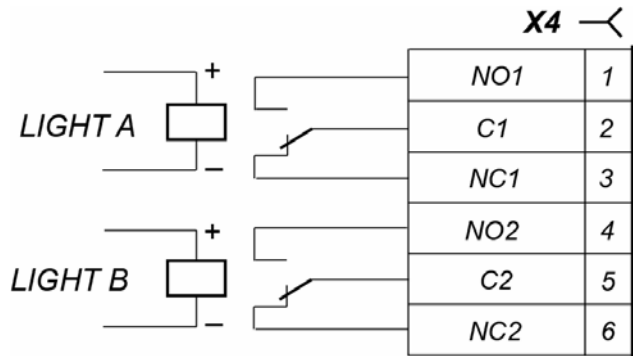 X4
+
NO1 1
LIGHT A
C1 2
−
NC1 3
+
NO2 4
LIGHT B
C2 5
−
NC2 6